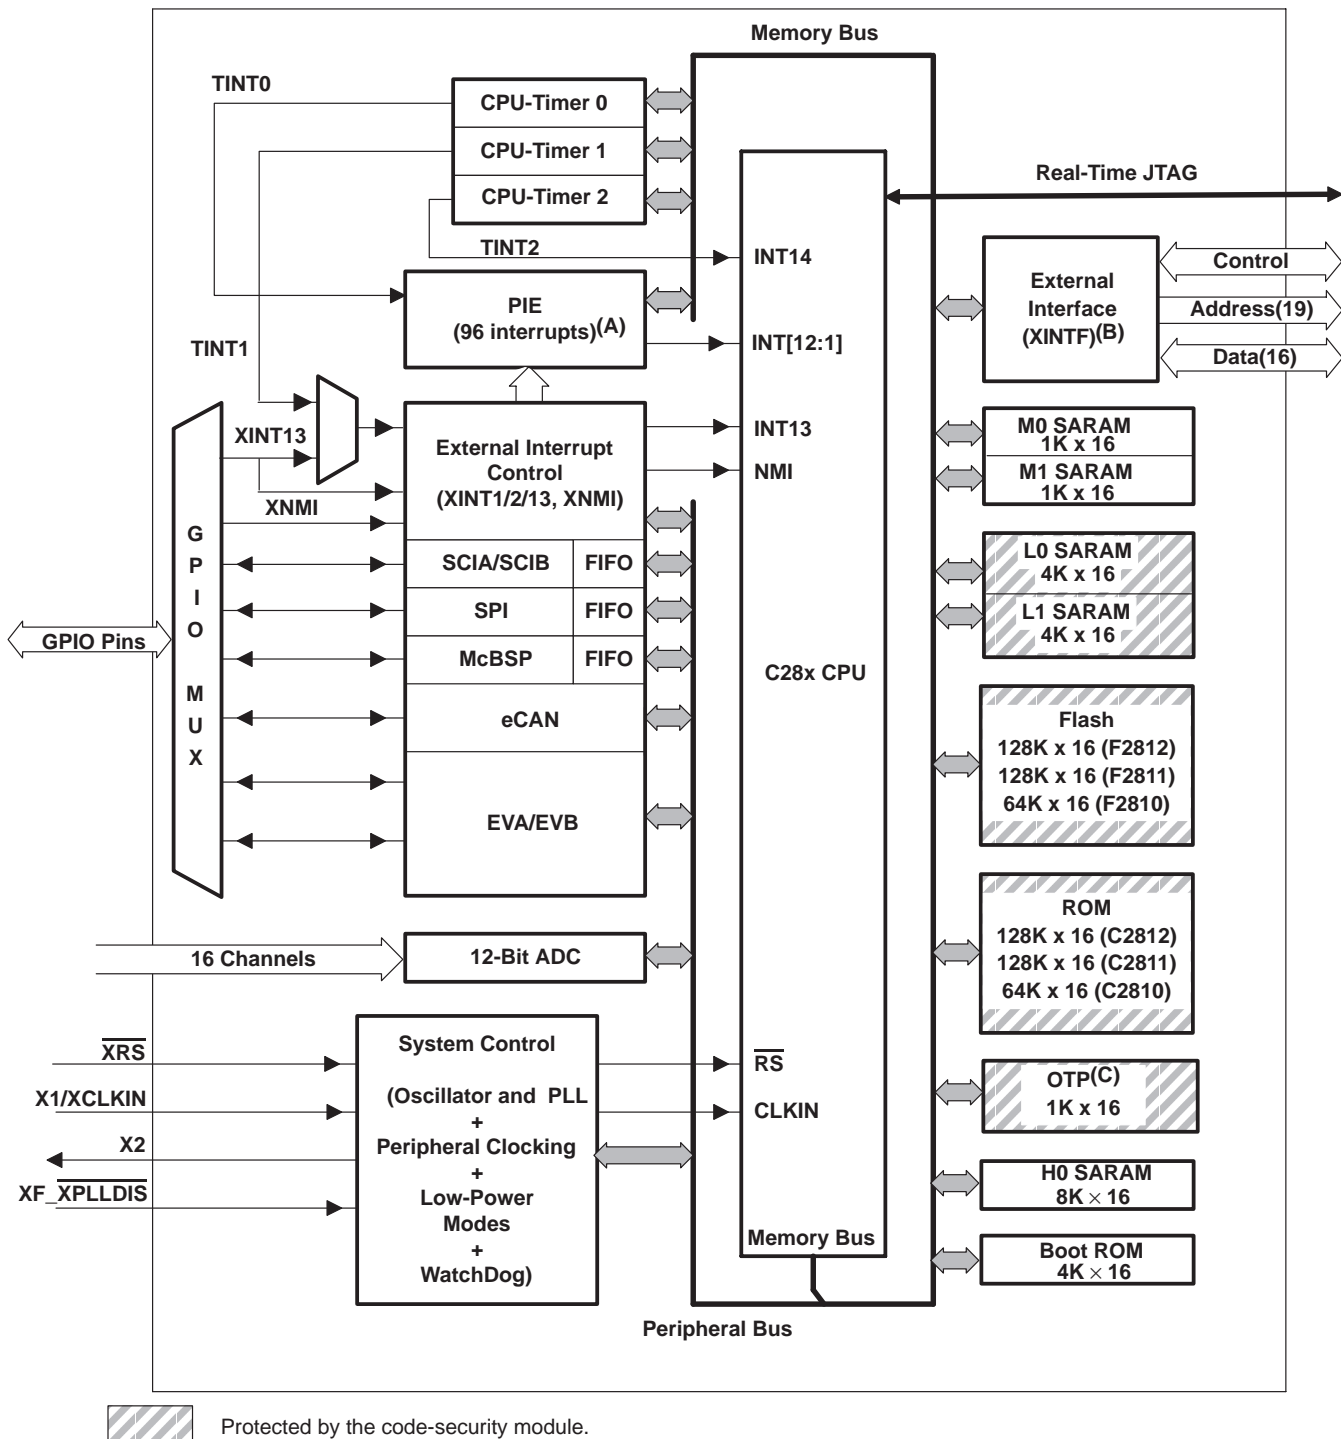 Memory Bus
TINT0
CPU-Timer 0
CPU-Timer 1
CPU-Timer 2
Real-Time JTAG
TINT2
INT14
Control
External
Interface
(XINTF)(B)
Address(19)
Data(16)
PIE
(96 interrupts)(A)
INT[12:1]
TINT1
XINT13
XNMI
External Interrupt
Control
(XINT1/2/13, XNMI)
INT13
NMI
M0 SARAM
1K x 16
M1 SARAM
1K x 16
G
P
I
O
M
U
X
SCIA/SCIB
FIFO
SPI
FIFO
McBSP
FIFO
eCAN
EVA/EVB
GPIO Pins
L0 SARAM
4K x 16
L1 SARAM
4K x 16
C28x CPU
Flash
128K x 16 (F2812)
128K x 16 (F2811)
64K x 16 (F2810)
16 Channels
12-Bit ADC
ROM
128K x 16 (C2812)
128K x 16 (C2811)
64K x 16 (C2810)
XRS
X1/XCLKIN
X2
XF_XPLLDIS
System Control
(Oscillator and PLL
+
Peripheral Clocking
+
Low-Power
Modes
+
WatchDog)
RS
CLKIN
OTP(C)
1K x 16
H0 SARAM
8K × 16
Memory Bus
Boot ROM
4K × 16
Peripheral Bus
Protected by the code-security module.